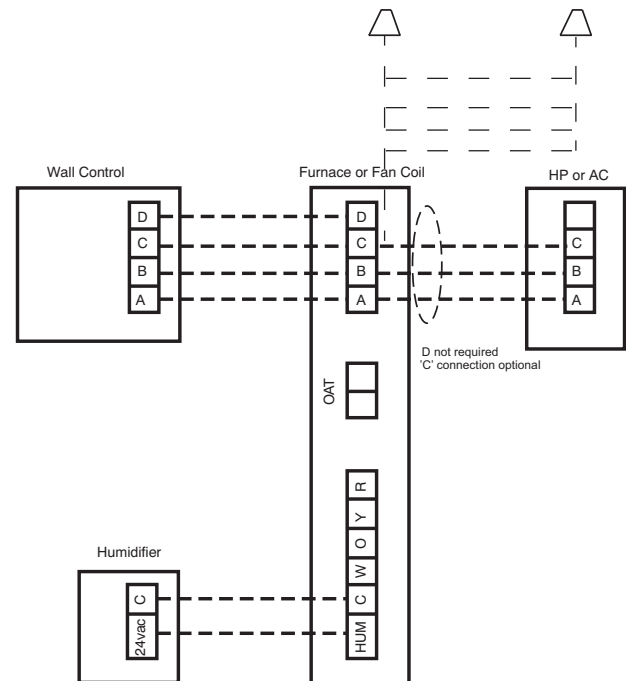 Wall Control
Furnace or Fan Coil
HP or AC
D
C
B
A
D
C
B
A
C
B
A
D not required
'C' connection optional
OAT
R
Y
O
W
C
HUM
Humidifier
C
24vac